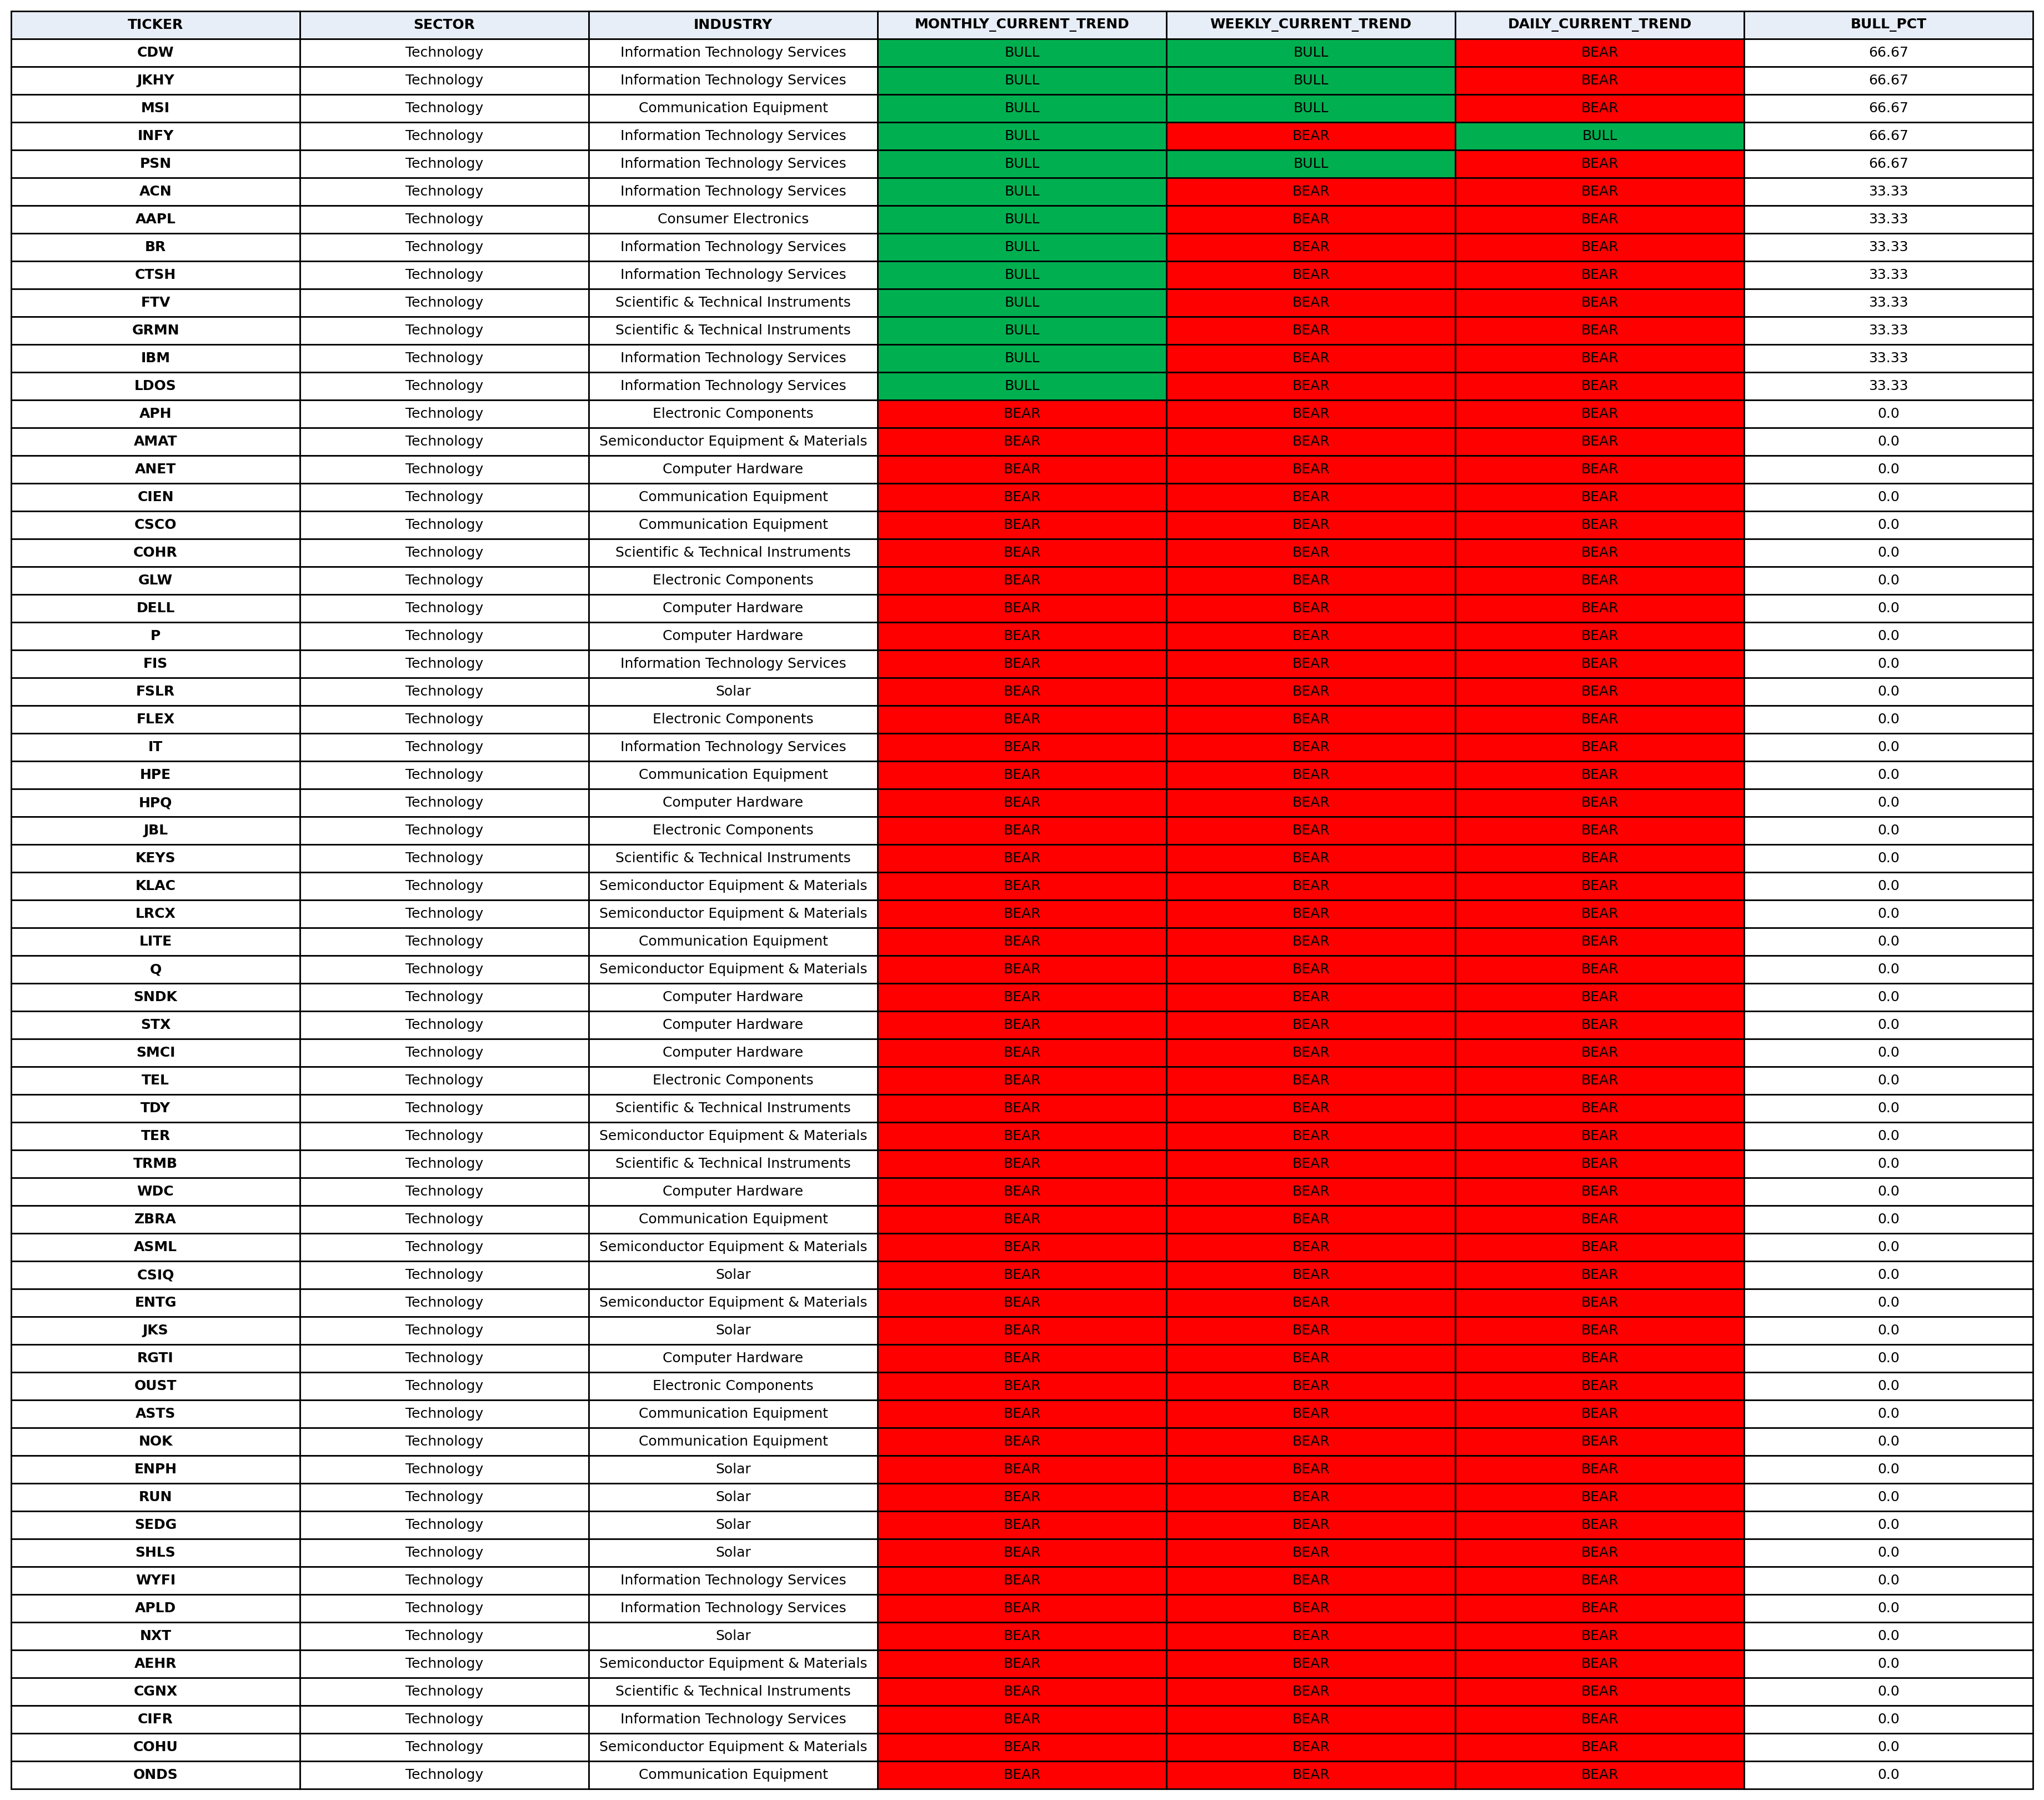 TICKER SECTOR INDUSTRY MONTHLY_CURRENT_TREND WEEKLY_CURRENT_TREND DAILY_CURRENT_TREND BULL_PCT
CDW Technology Information Technology Services BULL BULL BEAR 66.67
JKHY Technology Information Technology Services BULL BULL BEAR 66.67
MSI Technology Communication Equipment BULL BULL BEAR 66.67
INFY Technology Information Technology Services BULL BEAR BULL 66.67
PSN Technology Information Technology Services BULL BULL BEAR 66.67
ACN Technology Information Technology Services BULL BEAR BEAR 33.33
AAPL Technology Consumer Electronics BULL BEAR BEAR 33.33
BR Technology Information Technology Services BULL BEAR BEAR 33.33
CTSH Technology Information Technology Services BULL BEAR BEAR 33.33
FTV Technology Scientific & Technical Instruments BULL BEAR BEAR 33.33
GRMN Technology Scientific & Technical Instruments BULL BEAR BEAR 33.33
IBM Technology Information Technology Services BULL BEAR BEAR 33.33
LDOS Technology Information Technology Services BULL BEAR BEAR 33.33
APH Technology Electronic Components BEAR BEAR BEAR 0.0
AMAT Technology Semiconductor Equipment & Materials BEAR BEAR BEAR 0.0
ANET Technology Computer Hardware BEAR BEAR BEAR 0.0
CIEN Technology Communication Equipment BEAR BEAR BEAR 0.0
CSCO Technology Communication Equipment BEAR BEAR BEAR 0.0
COHR Technology Scientific & Technical Instruments BEAR BEAR BEAR 0.0
GLW Technology Electronic Components BEAR BEAR BEAR 0.0
DELL Technology Computer Hardware BEAR BEAR BEAR 0.0
P Technology Computer Hardware BEAR BEAR BEAR 0.0
FIS Technology Information Technology Services BEAR BEAR BEAR 0.0
FSLR Technology Solar BEAR BEAR BEAR 0.0
FLEX Technology Electronic Components BEAR BEAR BEAR 0.0
IT Technology Information Technology Services BEAR BEAR BEAR 0.0
HPE Technology Communication Equipment BEAR BEAR BEAR 0.0
HPQ Technology Computer Hardware BEAR BEAR BEAR 0.0
JBL Technology Electronic Components BEAR BEAR BEAR 0.0
KEYS Technology Scientific & Technical Instruments BEAR BEAR BEAR 0.0
KLAC Technology Semiconductor Equipment & Materials BEAR BEAR BEAR 0.0
LRCX Technology Semiconductor Equipment & Materials BEAR BEAR BEAR 0.0
LITE Technology Communication Equipment BEAR BEAR BEAR 0.0
Q Technology Semiconductor Equipment & Materials BEAR BEAR BEAR 0.0
SNDK Technology Computer Hardware BEAR BEAR BEAR 0.0
STX Technology Computer Hardware BEAR BEAR BEAR 0.0
SMCI Technology Computer Hardware BEAR BEAR BEAR 0.0
TEL Technology Electronic Components BEAR BEAR BEAR 0.0
TDY Technology Scientific & Technical Instruments BEAR BEAR BEAR 0.0
TER Technology Semiconductor Equipment & Materials BEAR BEAR BEAR 0.0
TRMB Technology Scientific & Technical Instruments BEAR BEAR BEAR 0.0
WDC Technology Computer Hardware BEAR BEAR BEAR 0.0
ZBRA Technology Communication Equipment BEAR BEAR BEAR 0.0
ASML Technology Semiconductor Equipment & Materials BEAR BEAR BEAR 0.0
CSIQ Technology Solar BEAR BEAR BEAR 0.0
ENTG Technology Semiconductor Equipment & Materials BEAR BEAR BEAR 0.0
JKS Technology Solar BEAR BEAR BEAR 0.0
RGTI Technology Computer Hardware BEAR BEAR BEAR 0.0
OUST Technology Electronic Components BEAR BEAR BEAR 0.0
ASTS Technology Communication Equipment BEAR BEAR BEAR 0.0
NOK Technology Communication Equipment BEAR BEAR BEAR 0.0
ENPH Technology Solar BEAR BEAR BEAR 0.0
RUN Technology Solar BEAR BEAR BEAR 0.0
SEDG Technology Solar BEAR BEAR BEAR 0.0
SHLS Technology Solar BEAR BEAR BEAR 0.0
WYFI Technology Information Technology Services BEAR BEAR BEAR 0.0
APLD Technology Information Technology Services BEAR BEAR BEAR 0.0
NXT Technology Solar BEAR BEAR BEAR 0.0
AEHR Technology Semiconductor Equipment & Materials BEAR BEAR BEAR 0.0
CGNX Technology Scientific & Technical Instruments BEAR BEAR BEAR 0.0
CIFR Technology Information Technology Services BEAR BEAR BEAR 0.0
COHU Technology Semiconductor Equipment & Materials BEAR BEAR BEAR 0.0
ONDS Technology Communication Equipment BEAR BEAR BEAR 0.0